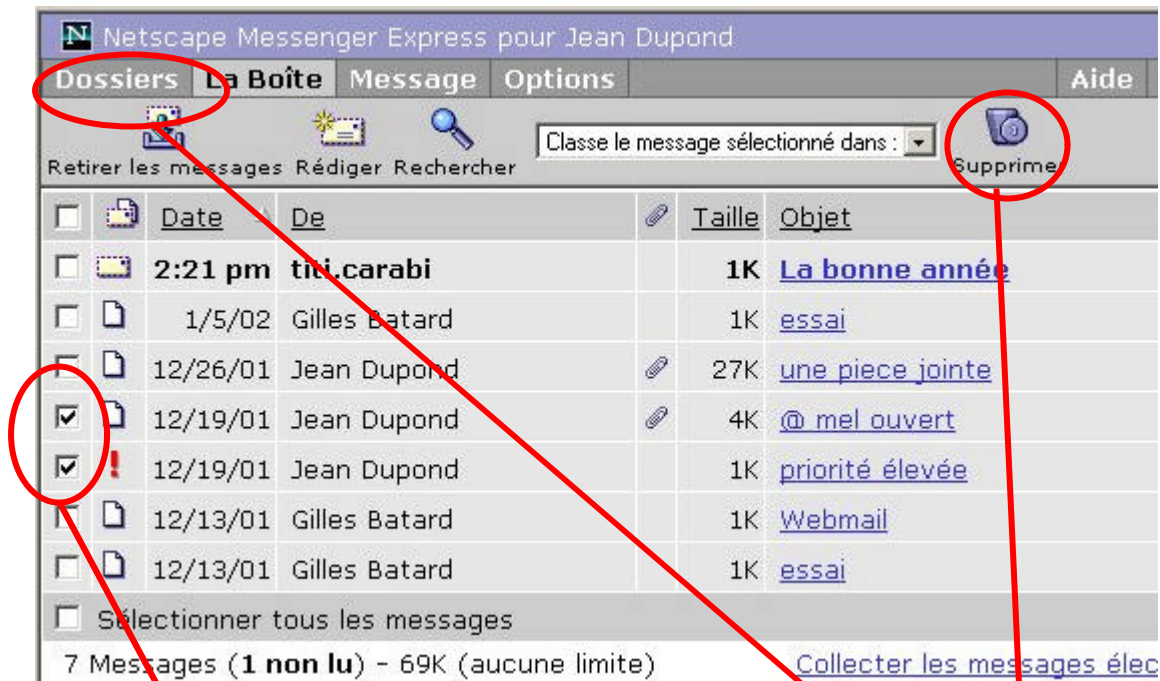 Netscape Messenger Express pour Jean Dupond
Dossiers La Boîte Message Options Aide
Retirer les messages Rédiger Rechercher Classe le message sélectionné dans : Supprimer
Date De Taille Objet
2:21 pm titi.carabi 1K La bonne année
1/5/02 Gilles Batard 1K essai
12/26/01 Jean Dupond 27K une piece jointe
12/19/01 Jean Dupond 4K @ mel ouvert
12/19/01 Jean Dupond 1K priorité élevée
12/13/01 Gilles Batard 1K Webmail
12/13/01 Gilles Batard 1K essai
Sélectionner tous les messages
7 Messages (1 non lu) - 69K (aucune limite) Collecter les messages élec